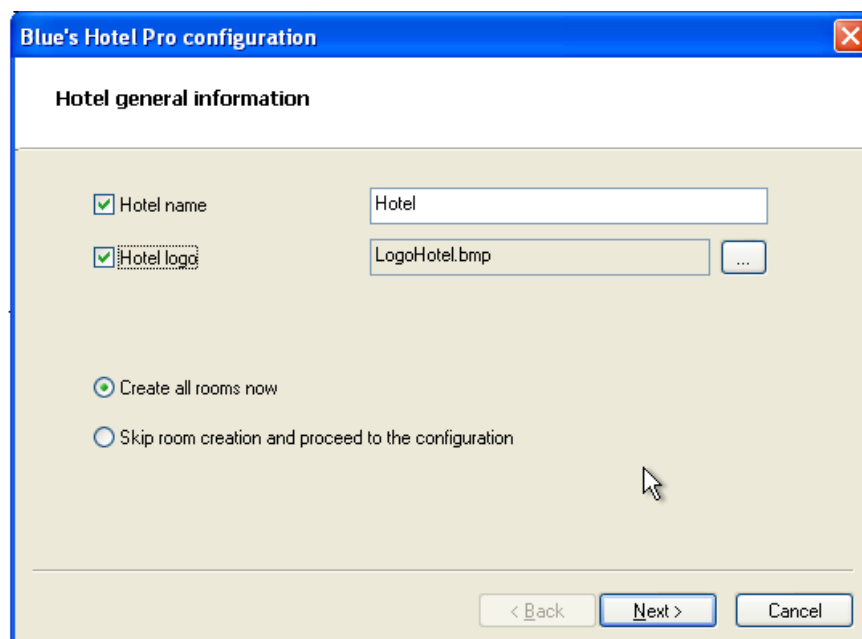 Blue's Hotel Pro configuration
Hotel general information
Hotel name
Hotel
Hotel logo
LogoHotel.bmp
...
Create all rooms now
Skip room creation and proceed to the configuration
< Back
Next >
Cancel